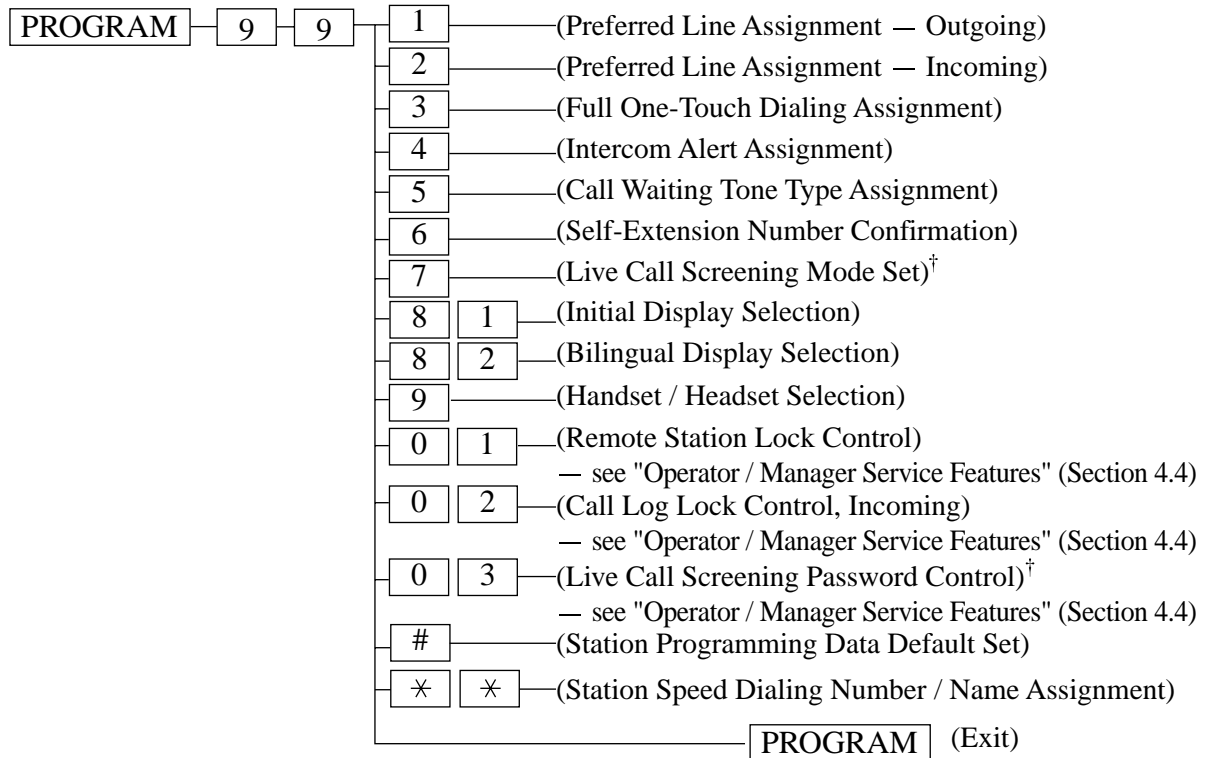 PROGRAM 9 9 1 (Preferred Line Assignment — Outgoing)
2 (Preferred Line Assignment — Incoming)
3 (Full One-Touch Dialing Assignment)
4 (Intercom Alert Assignment)
5 (Call Waiting Tone Type Assignment)
6 (Self-Extension Number Confirmation)
7 (Live Call Screening Mode Set)†
8 1 (Initial Display Selection)
8 2 (Bilingual Display Selection)
9 (Handset / Headset Selection)
0 1 (Remote Station Lock Control)
— see "Operator / Manager Service Features" (Section 4.4)
0 2 (Call Log Lock Control, Incoming)
— see "Operator / Manager Service Features" (Section 4.4)
0 3 (Live Call Screening Password Control)†
— see "Operator / Manager Service Features" (Section 4.4)
# (Station Programming Data Default Set)
* * (Station Speed Dialing Number / Name Assignment)
PROGRAM (Exit)